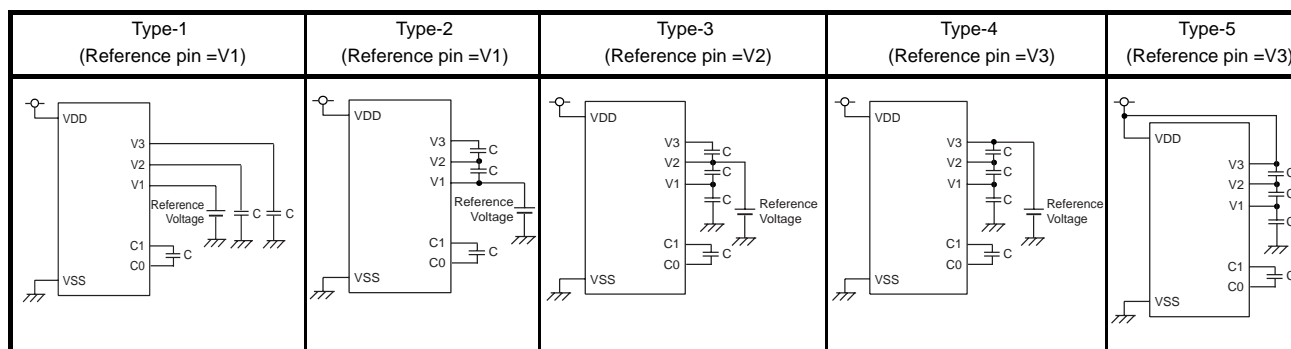 Type-1
(Reference pin =V1)
Type-2
(Reference pin =V1)
Type-3
(Reference pin =V2)
Type-4
(Reference pin =V3)
Type-5
(Reference pin =V3)
VDD
V3
V2
V1
Reference
Voltage
C
C
C1
C
C0
VSS
VDD
V3
C
V2
C
V1
Reference
Voltage
C1
C
C0
VSS
VDD
V3
C
V2
C
V1
C
Reference
Voltage
C1
C
C0
VSS
VDD
V3
C
V2
C
V1
C
Reference
Voltage
C1
C
C0
VSS
VDD
V3
C
V2
C
V1
C
C1
C
C0
VSS